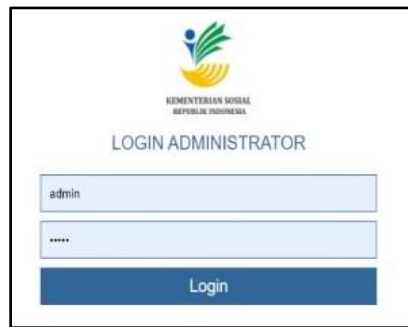 KEMENTERIAN SOSIAL
REPUBLIK INDONESIA
LOGIN ADMINISTRATOR
admin
•••••
Login